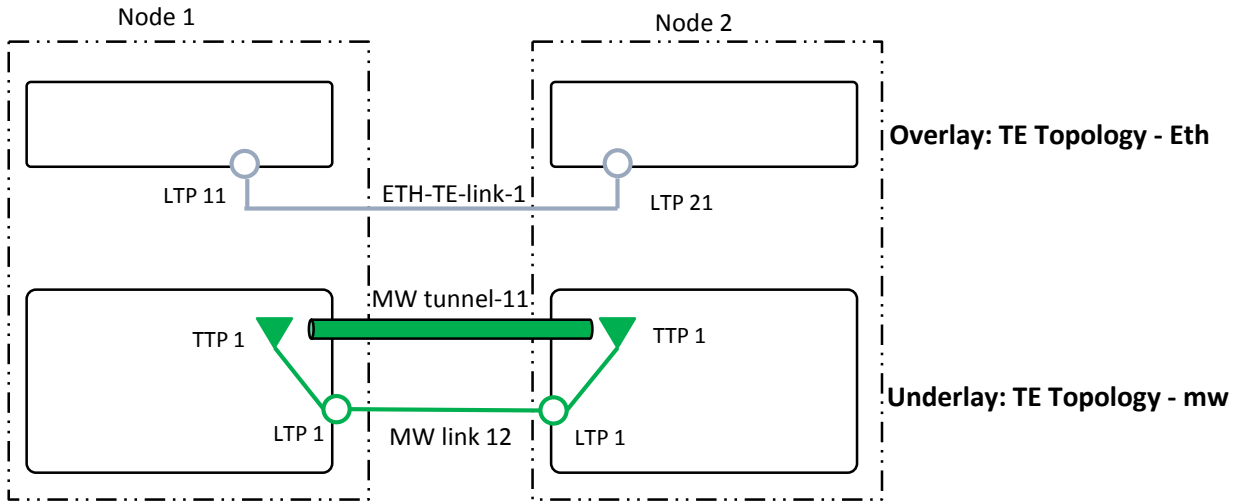 Node 1
Node 2
Overlay: TE Topology - Eth
LTP 11
ETH-TE-link-1
LTP 21
MW tunnel-11
TTP 1
TTP 1
Underlay: TE Topology - mw
LTP 1
MW link 12
LTP 1